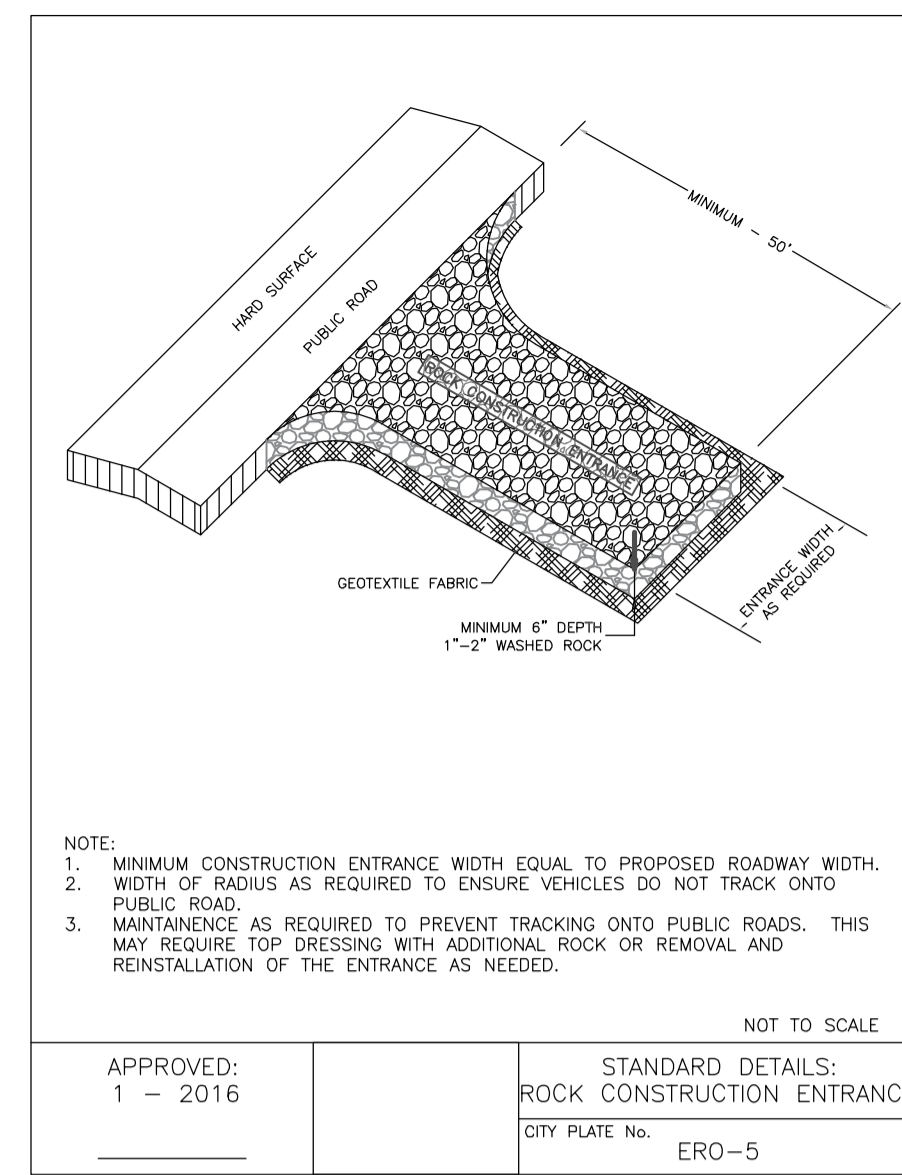 MINIMUM - 50'
HARD SURFACE
PUBLIC ROAD
ROCK CONSTRUCTION ENTRANCE
GEOTEXTILE FABRIC
ENTRANCE WIDTH
AS REQUIRED
MINIMUM 6" DEPTH
1"-2" WASHED ROCK
NOTE:
1. MINIMUM CONSTRUCTION ENTRANCE WIDTH EQUAL TO PROPOSED ROADWAY WIDTH.
2. WIDTH OF RADIUS AS REQUIRED TO ENSURE VEHICLES DO NOT TRACK ONTO
PUBLIC ROAD.
3. MAINTAINENCE AS REQUIRED TO PREVENT TRACKING ONTO PUBLIC ROADS. THIS
MAY REQUIRE TOP DRESSING WITH ADDITIONAL ROCK OR REMOVAL AND
REINSTALLATION OF THE ENTRANCE AS NEEDED.
NOT TO SCALE
APPROVED:
1 - 2016
STANDARD DETAILS:
ROCK CONSTRUCTION ENTRANC
CITY PLATE No.
ERO-5